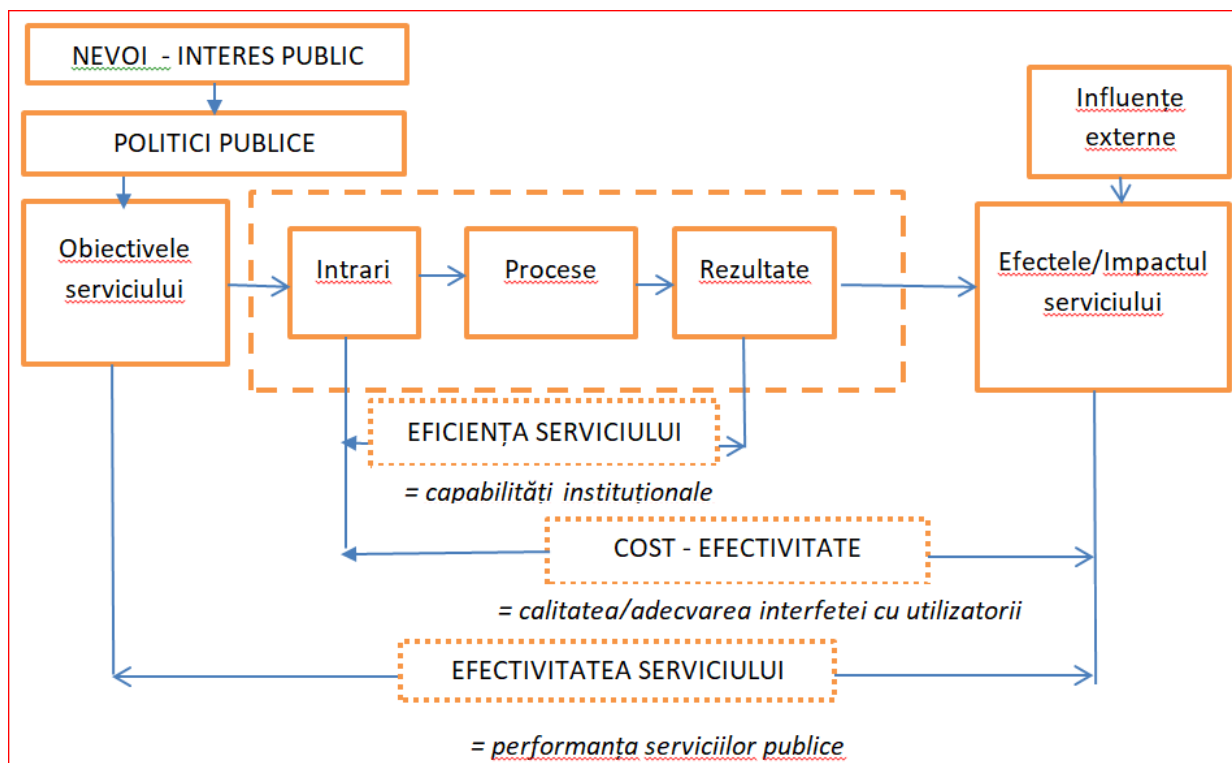 NEVOI - INTERES PUBLIC
POLITICI PUBLICE
Influențe
externe
Obiectivele
serviciului
Intrari
Procese
Rezultate
Efectele/Impactul
serviciului
EFICIENȚA SERVICIULUI
= capabilități instituționale
COST - EFECTIVITATE
= calitatea/adecvarea interfetei cu utilizatorii
EFECTIVITATEA SERVICIULUI
= performanța serviciilor publice